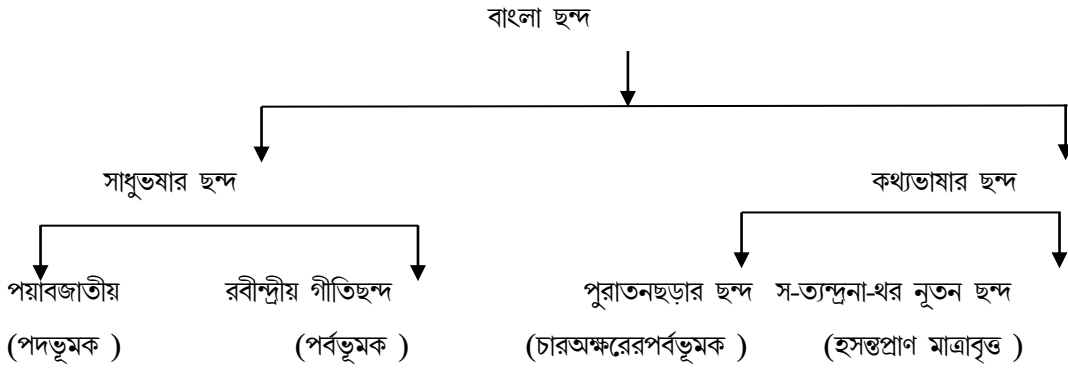 বাংলা ছন্দ
সাধুভষার ছন্দ কথ্যভাষার ছন্দ
পয়াবজাতীয় রবীন্দ্রীয় গীতিছন্দ পুরাতনছড়ার ছন্দ স-ত্যন্দ্রনা-থর নূতন ছন্দ
(পদভূমক ) (পর্বভূমক ) (চারঅক্ষরেরপর্বভূমক ) (হসন্তপ্রাণ মাত্রাবৃত্ত )